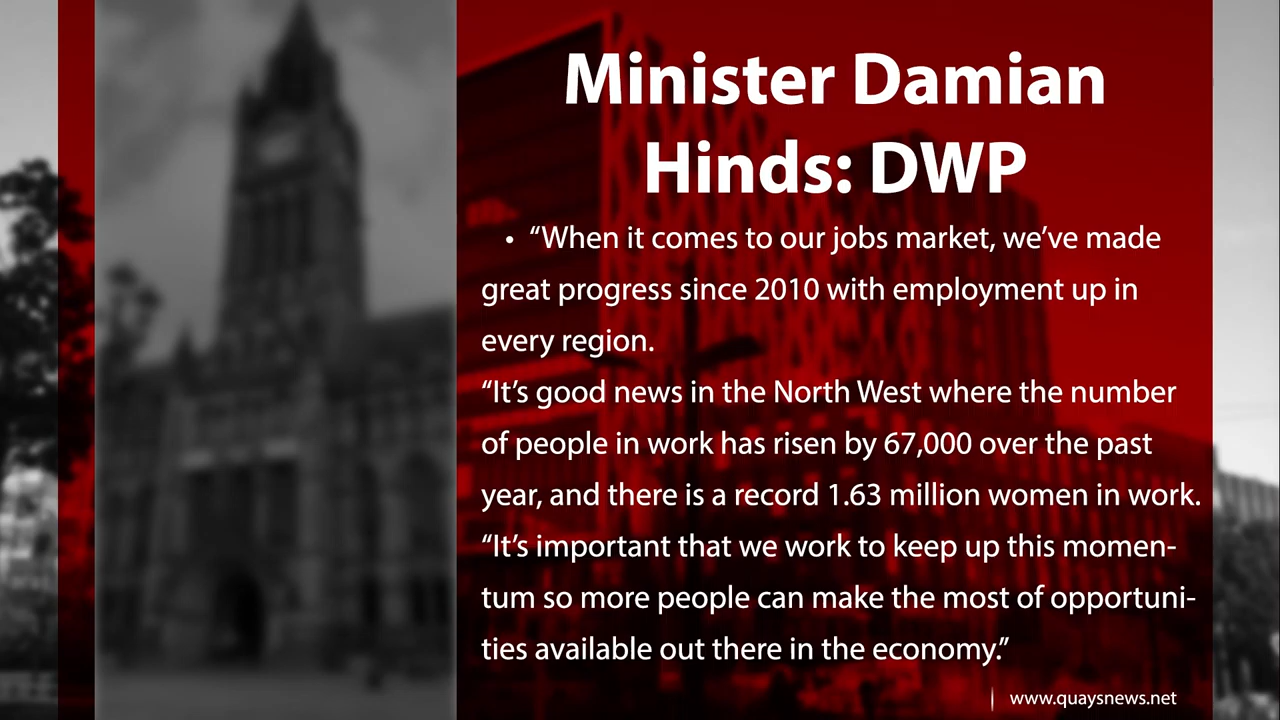 Minister Damian
Hinds: DWP
• “When it comes to our jobs market, we’ve made
great progress since 2010 with employment up in
every region.
“It’s good news in the North West where the number
of people in work has risen by 67,000 over the past
year, and there is a record 1.63 million women in work.
“It’s important that we work to keep up this momen-
tum so more people can make the most of opportuni-
ties available out there in the economy.”
www.quaysnews.net